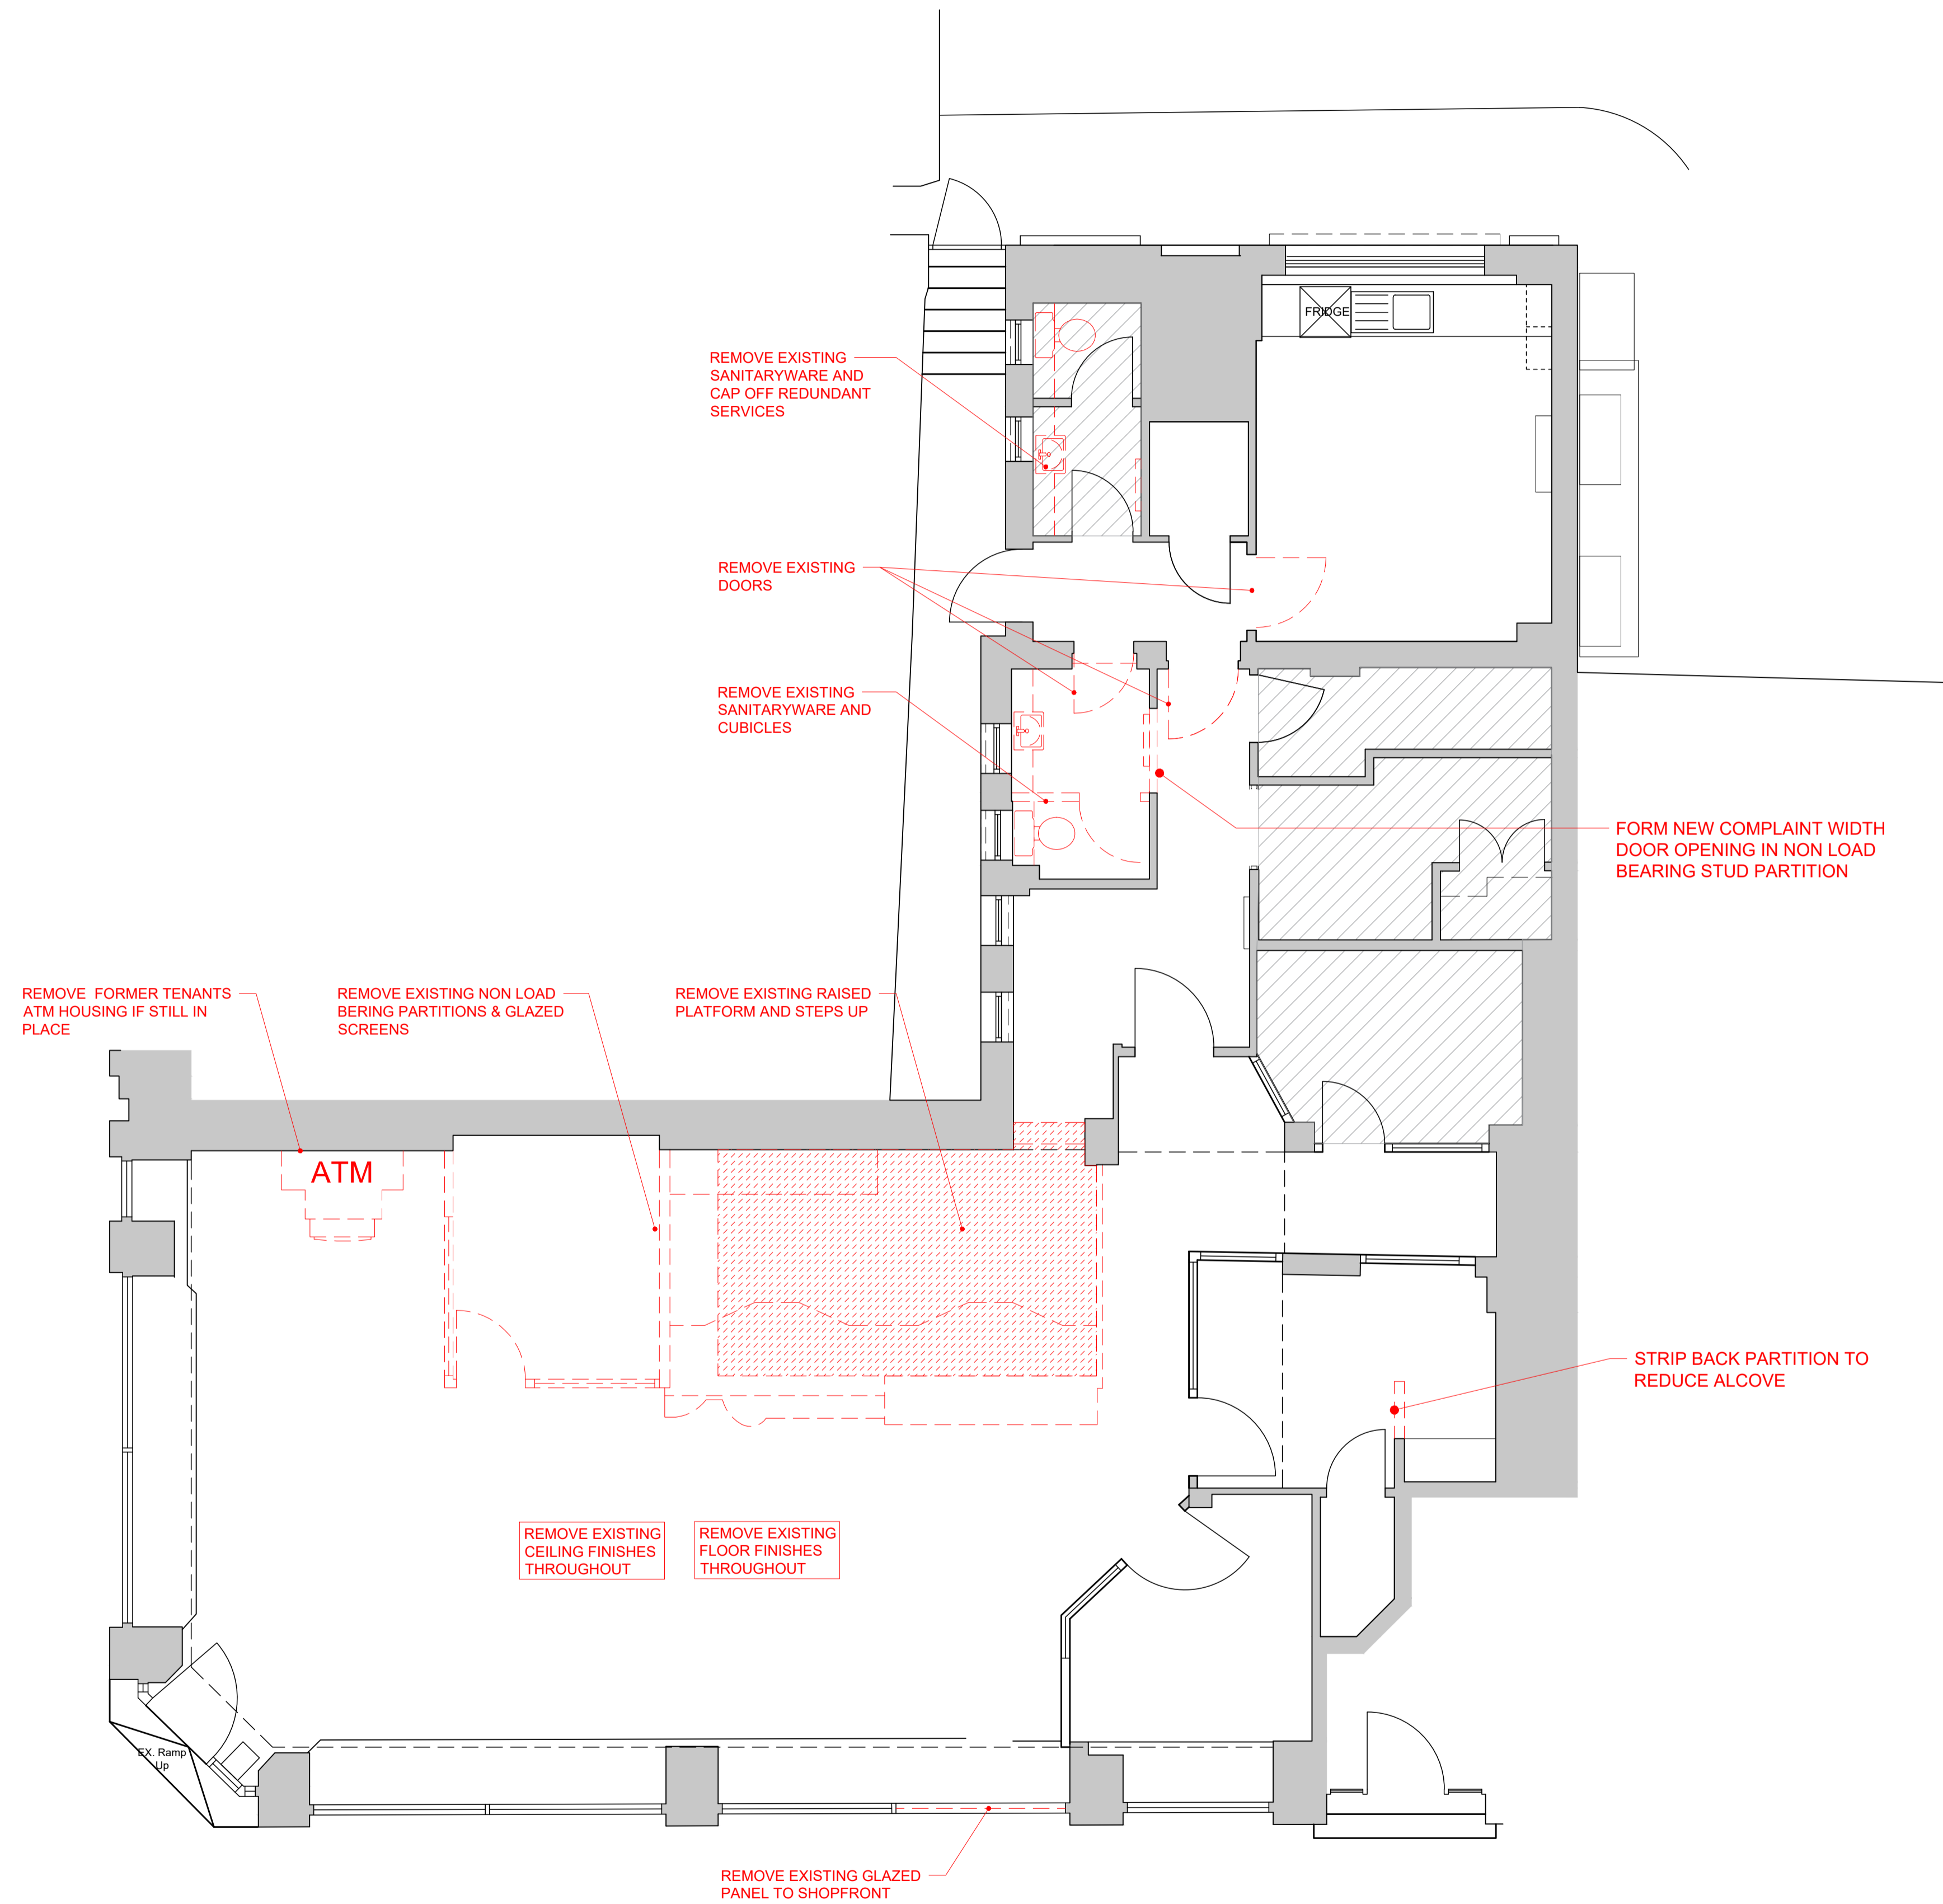 FRIDGE
REMOVE EXISTING
SANITARYWARE AND
CAP OFF REDUNDANT
SERVICES
REMOVE EXISTING
DOORS
REMOVE EXISTING
SANITARYWARE AND
CUBICLES
FORM NEW COMPLAINT WIDTH
DOOR OPENING IN NON LOAD
BEARING STUD PARTITION
REMOVE FORMER TENANTS
ATM HOUSING IF STILL IN
PLACE
REMOVE EXISTING NON LOAD
BERING PARTITIONS & GLAZED
SCREENS
REMOVE EXISTING RAISED
PLATFORM AND STEPS UP
ATM
STRIP BACK PARTITION TO
REDUCE ALCOVE
REMOVE EXISTING
CEILING FINISHES
THROUGHOUT
REMOVE EXISTING
FLOOR FINISHES
THROUGHOUT
EX. Ramp
Up
REMOVE EXISTING GLAZED
PANEL TO SHOPFRONT